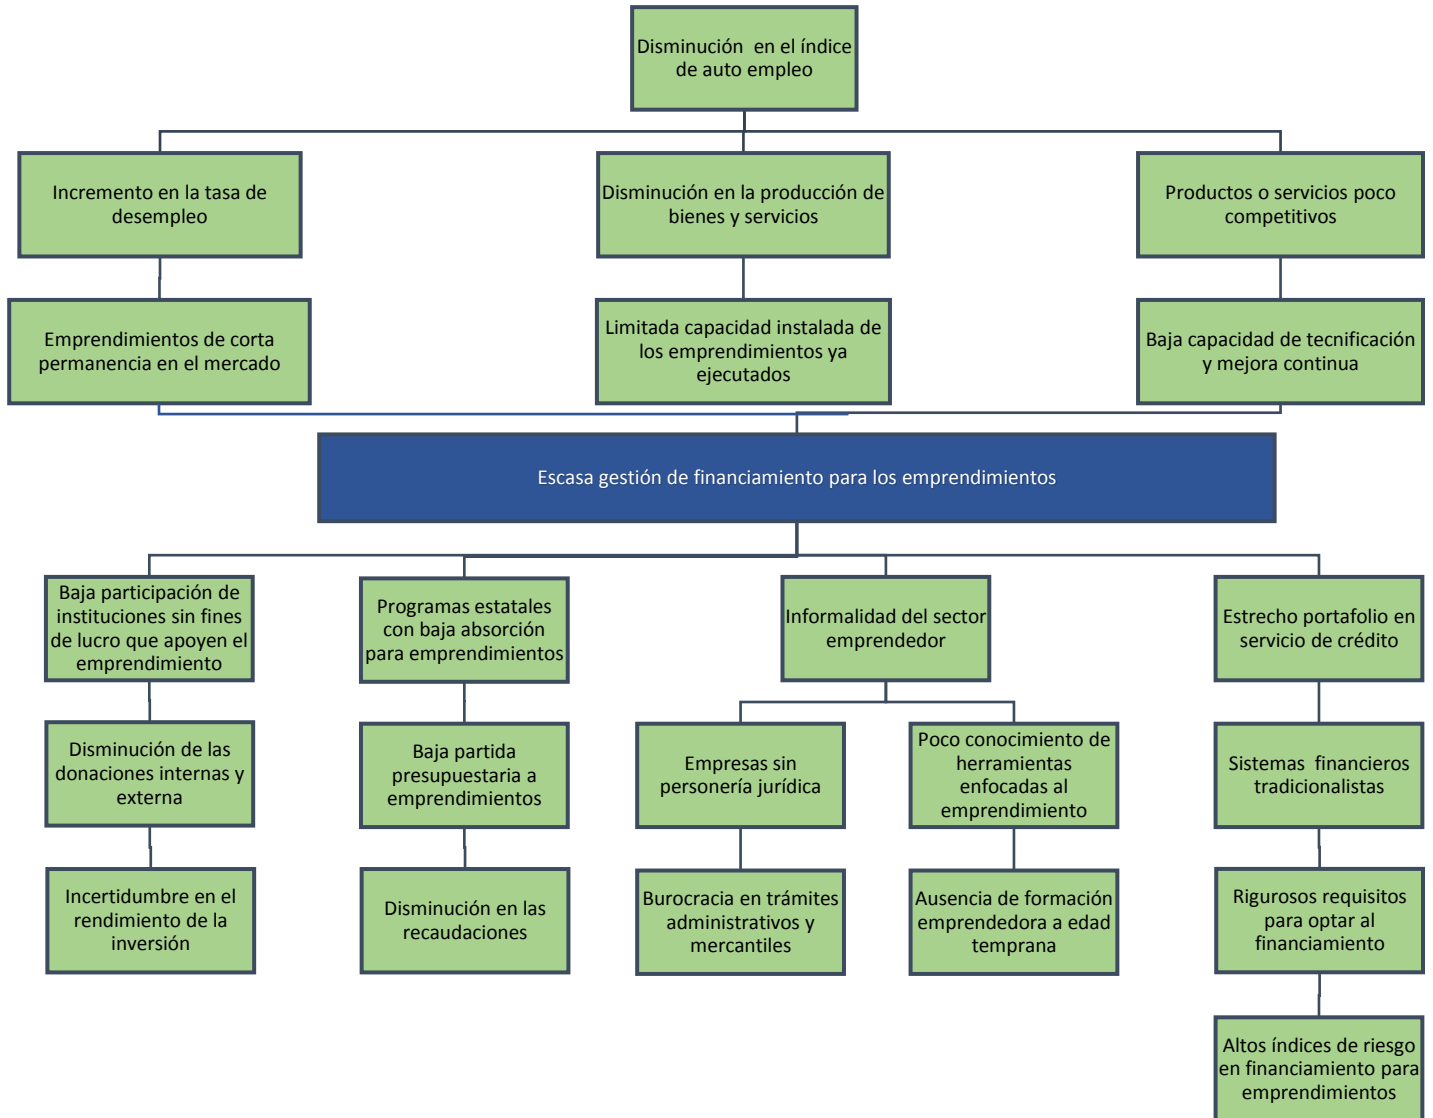 Disminución en el índice
de auto empleo
Incremento en la tasa de
desempleo
Disminución en la producción de
bienes y servicios
Productos o servicios poco
competitivos
Emprendimientos de corta
permanencia en el mercado
Limitada capacidad instalada de
los emprendimientos ya
ejecutados
Baja capacidad de tecnificación
y mejora continua
Escasa gestión de financiamiento para los emprendimientos
Baja participación de
instituciones sin fines
de lucro que apoyen el
emprendimiento
Programas estatales
con baja absorción
para emprendimientos
Informalidad del sector
emprendedor
Estrecho portafolio en
servicio de crédito
Disminución de las
donaciones internas y
externa
Baja partida
presupuestaria a
emprendimientos
Empresas sin
personería jurídica
Poco conocimiento de
herramientas
enfocadas al
emprendimiento
Sistemas financieros
tradicionalistas
Incertidumbre en el
rendimiento de la
inversión
Disminución en las
recaudaciones
Burocracia en trámites
administrativos y
mercantiles
Ausencia de formación
emprendedora a edad
temprana
Rigurosos requisitos
para optar al
financiamiento
Altos índices de riesgo
en financiamiento para
emprendimientos